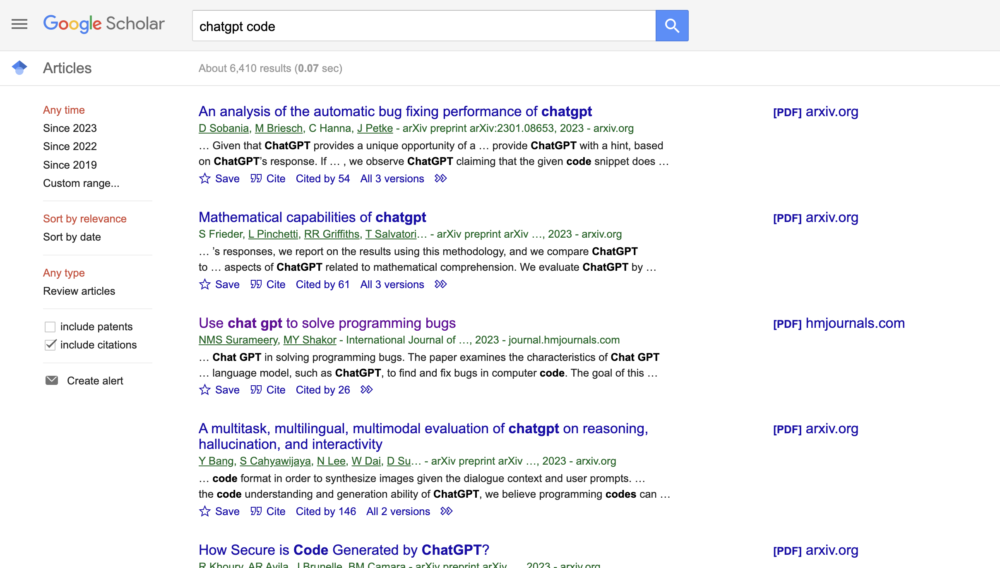 Google Scholar
chatgpt code
Articles
About 6,410 results (0.07 sec)
Any time
Since 2023
Since 2022
Since 2019
Custom range...
Sort by relevance
Sort by date
Any type
Review articles
include patents
include citations
Create alert
An analysis of the automatic bug fixing performance of chatgpt
[PDF] arxiv.org
D Sobania, M Briesch, C Hanna, J Petke - arXiv preprint arXiv:2301.08653, 2023 - arxiv.org
… Given that ChatGPT provides a unique opportunity of a … provide ChatGPT with a hint, based
on ChatGPT’s response. If … , we observe ChatGPT claiming that the given code snippet does …
Save Cite Cited by 54 All 3 versions
Mathematical capabilities of chatgpt
[PDF] arxiv.org
S Frieder, L Pinchetti, RR Griffiths, T Salvatori… - arXiv preprint arXiv …, 2023 - arxiv.org
… ’s responses, we report on the results using this methodology, and we compare ChatGPT
to … aspects of ChatGPT related to mathematical comprehension. We evaluate ChatGPT by …
Save Cite Cited by 61 All 3 versions
Use chat gpt to solve programming bugs
[PDF] hmjournals.com
NMS Surameery, MY Shakor - International Journal of …, 2023 - journal.hmjournals.com
… Chat GPT in solving programming bugs. The paper examines the characteristics of Chat GPT
… language model, such as ChatGPT, to find and fix bugs in computer code. The goal of this …
Save Cite Cited by 26
A multitask, multilingual, multimodal evaluation of chatgpt on reasoning,
hallucination, and interactivity
[PDF] arxiv.org
Y Bang, S Cahyawijaya, N Lee, W Dai, D Su… - arXiv preprint arXiv …, 2023 - arxiv.org
… code format in order to synthesize images given the dialogue context and user prompts. …
the code understanding and generation ability of ChatGPT, we believe programming codes can …
Save Cite Cited by 146 All 2 versions
How Secure is Code Generated by ChatGPT?
[PDF] arxiv.org
R Khoury, AR Avila, J Brunelle, BM Camara - arXiv preprint arXiv …, 2023 - arxiv.org